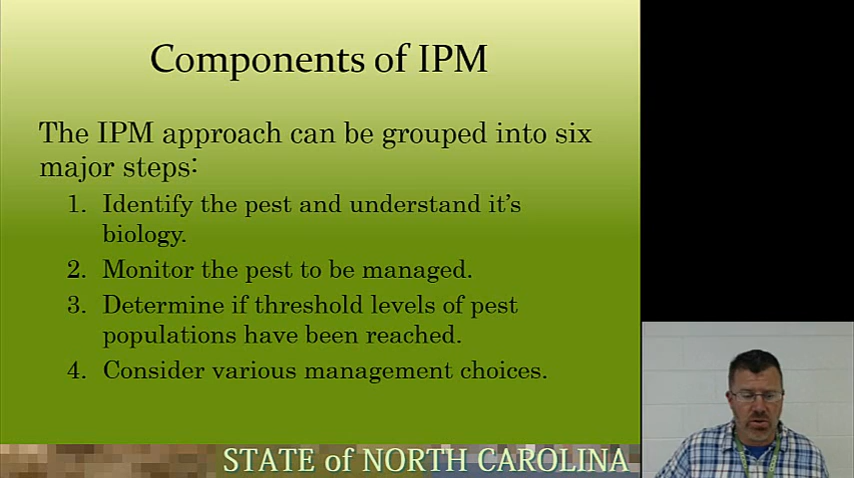 Components of IPM
The IPM approach can be grouped into six
major steps:
1. Identify the pest and understand it's
biology.
2. Monitor the pest to be managed.
3. Determine if threshold levels of pest
populations have been reached.
4. Consider various management choices.
STATE of NORTH CAROLINA